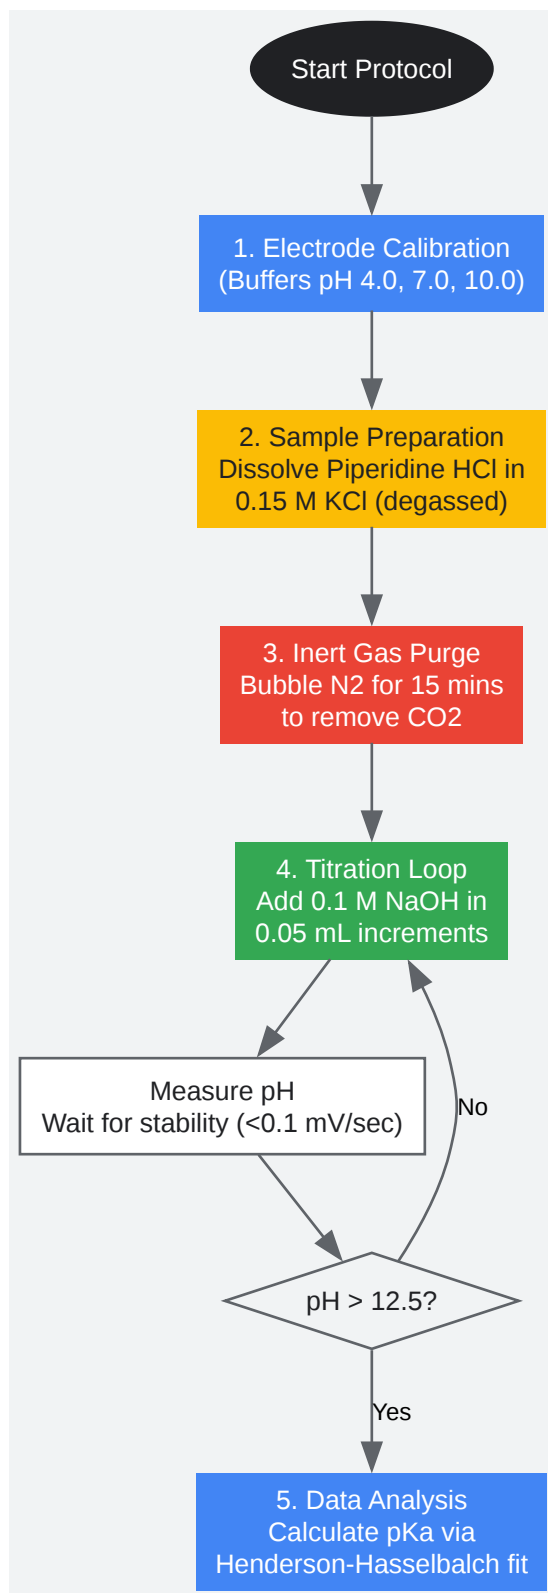 Start Protocol
1. Electrode Calibration
(Buffers pH 4.0, 7.0, 10.0)
2. Sample Preparation
Dissolve Piperidine HCl in
0.15 M KCl (degassed)
3. Inert Gas Purge
Bubble N2 for 15 mins
to remove CO2
4. Titration Loop
Add 0.1 M NaOH in
0.05 mL increments
Measure pH
Wait for stability (<0.1 mV/sec)
No
pH > 12.5?
Yes
5. Data Analysis
Calculate pKa via
Henderson-Hasselbalch fit